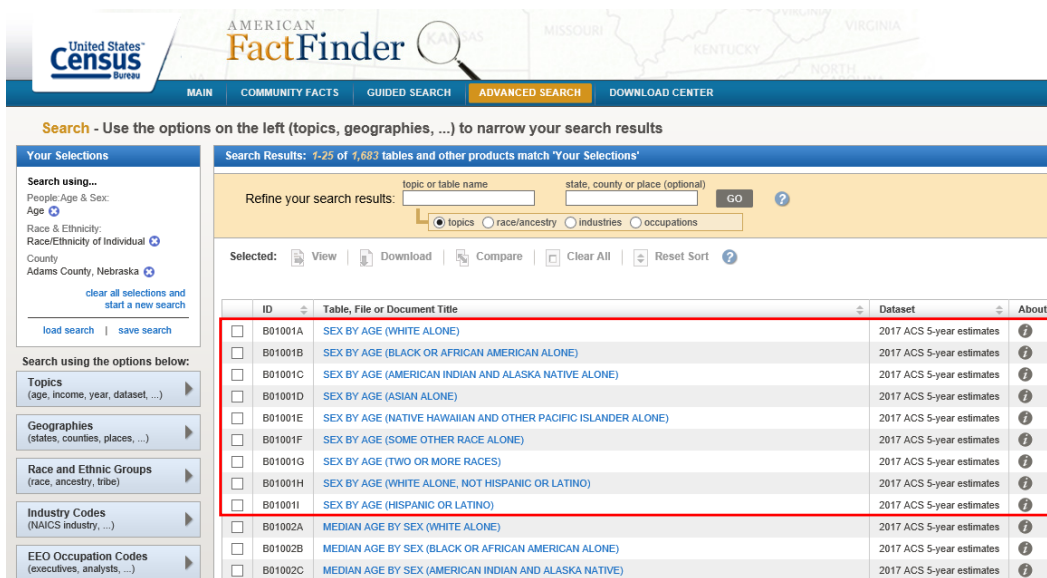 United States™
Census
Bureau
AMERICAN
FactFinder
KANSAS
MISSOURI
KENTUCKY
VIRGINIA
NORTH
MAIN COMMUNITY FACTS GUIDED SEARCH ADVANCED SEARCH DOWNLOAD CENTER
Search - Use the options on the left (topics, geographies, ...) to narrow your search results
Your Selections
Search using...
People:Age & Sex:
Age
Race & Ethnicity:
Race/Ethnicity of Individual
County
Adams County, Nebraska
clear all selections and
start a new search
load search | save search
Search using the options below:
Topics
(age, income, year, dataset, ...)
Geographies
(states, counties, places, ...)
Race and Ethnic Groups
(race, ancestry, tribe)
Industry Codes
(NAICS industry, ...)
EEO Occupation Codes
(executives, analysts, ...)
Search Results: 1-25 of 1,683 tables and other products match 'Your Selections'
topic or table name state, county or place (optional)
Refine your search results: GO ?
topics race/ancestry industries occupations
Selected: View | Download | Compare | Clear All | Reset Sort ?
ID Table, File or Document Title Dataset About
B01001A SEX BY AGE (WHITE ALONE) 2017 ACS 5-year estimates i
B01001B SEX BY AGE (BLACK OR AFRICAN AMERICAN ALONE) 2017 ACS 5-year estimates i
B01001C SEX BY AGE (AMERICAN INDIAN AND ALASKA NATIVE ALONE) 2017 ACS 5-year estimates i
B01001D SEX BY AGE (ASIAN ALONE) 2017 ACS 5-year estimates i
B01001E SEX BY AGE (NATIVE HAWAIIAN AND OTHER PACIFIC ISLANDER ALONE) 2017 ACS 5-year estimates i
B01001F SEX BY AGE (SOME OTHER RACE ALONE) 2017 ACS 5-year estimates i
B01001G SEX BY AGE (TWO OR MORE RACES) 2017 ACS 5-year estimates i
B01001H SEX BY AGE (WHITE ALONE, NOT HISPANIC OR LATINO) 2017 ACS 5-year estimates i
B01001I SEX BY AGE (HISPANIC OR LATINO) 2017 ACS 5-year estimates i
B01002A MEDIAN AGE BY SEX (WHITE ALONE) 2017 ACS 5-year estimates i
B01002B MEDIAN AGE BY SEX (BLACK OR AFRICAN AMERICAN ALONE) 2017 ACS 5-year estimates i
B01002C MEDIAN AGE BY SEX (AMERICAN INDIAN AND ALASKA NATIVE) 2017 ACS 5-year estimates i